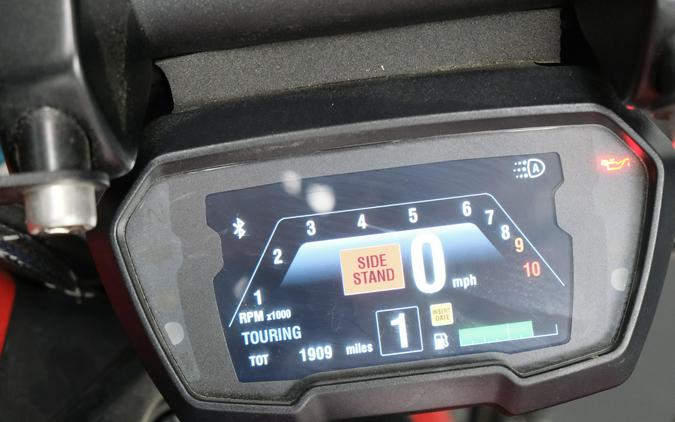 A
N
1 2 3 4 5 6 7 8 9 10
SIDE
STAND
0 mph
RPM x1000
INSERT
DATE
TOURING
1
TOT 1909 miles